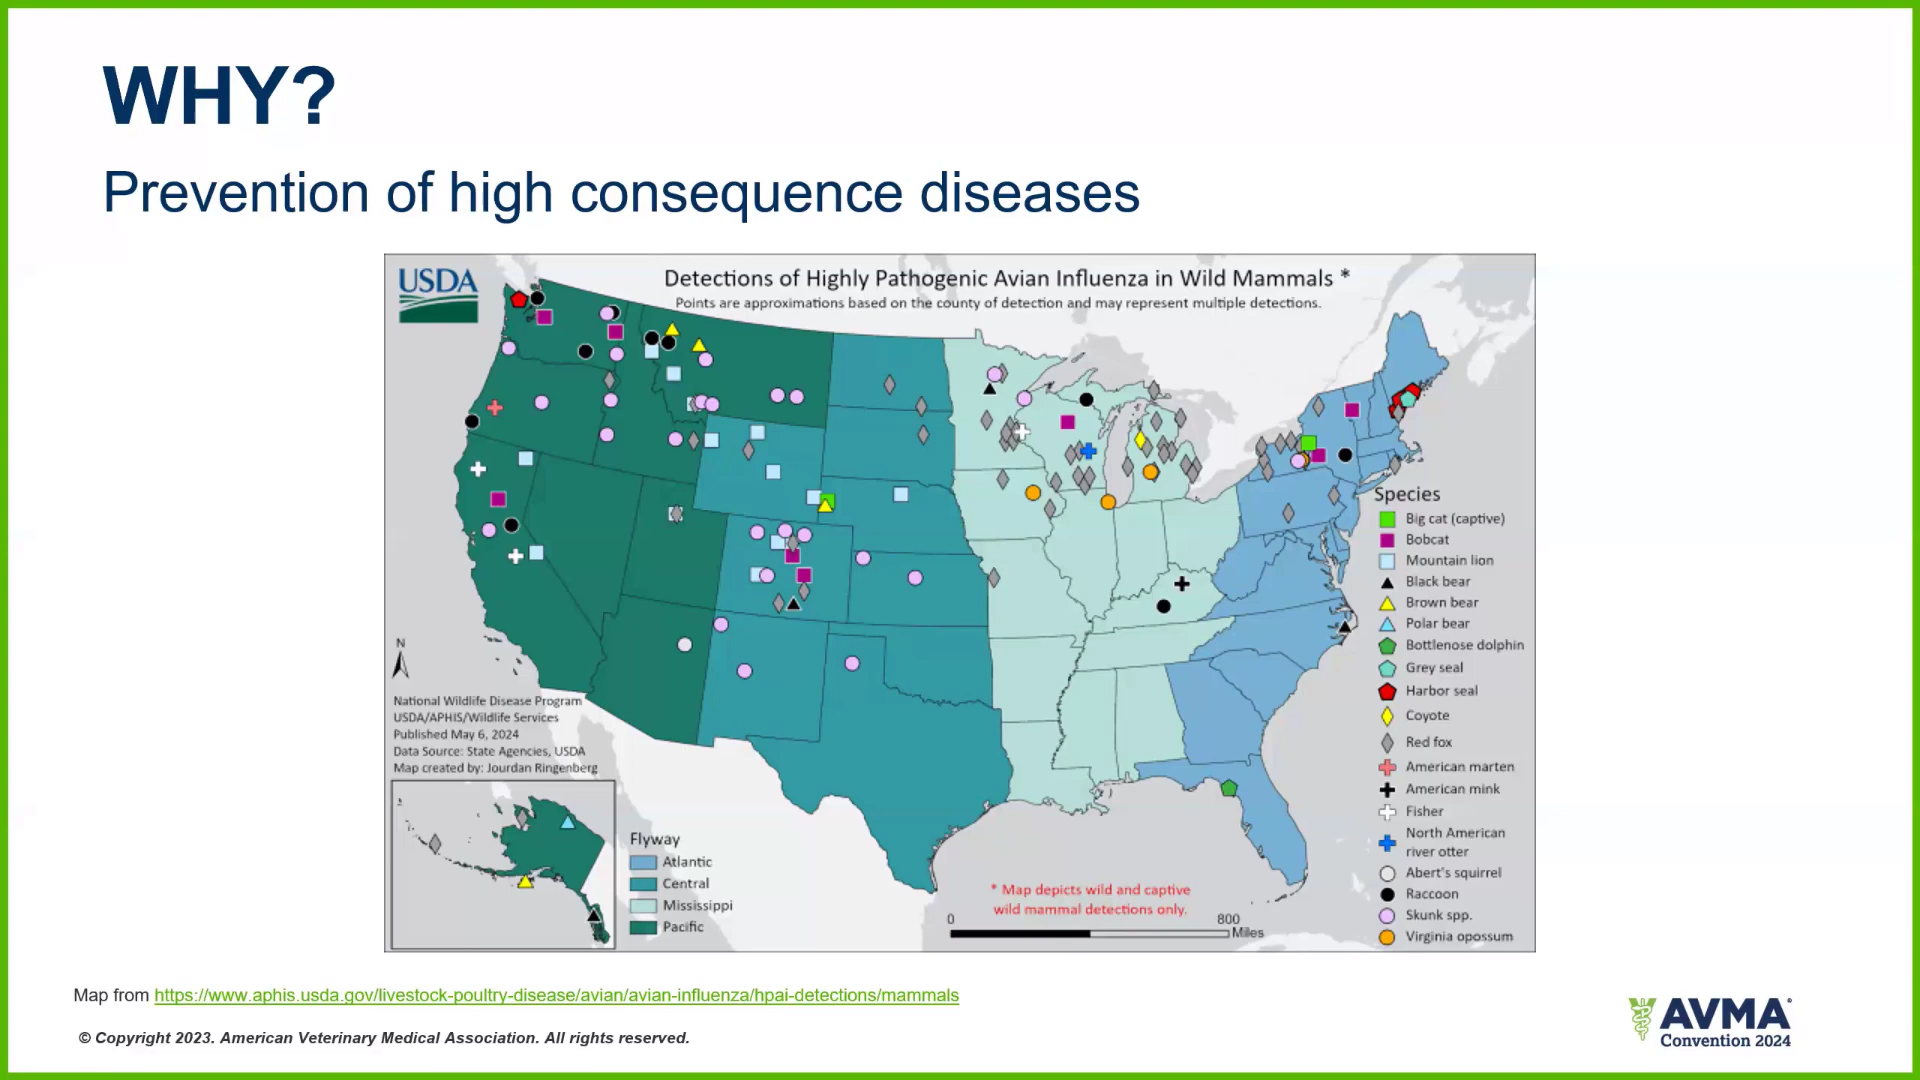 WHY?
Prevention of high consequence diseases
USDA
Detections of Highly Pathogenic Avian Influenza in Wild Mammals *
Points are approximations based on the county of detection and may represent multiple detections.
N
National Wildlife Disease Program
USDA/APHIS/Wildlife Services
Published May 6, 2024
Data Source: State Agencies, USDA
Map created by: Jourdan Ringenberg
Flyway
Atlantic
Central
Mississippi
Pacific
* Map depicts wild and captive
wild mammal detections only.
0 800
Miles
Species
Big cat (captive)
Bobcat
Mountain lion
Black bear
Brown bear
Polar bear
Bottlenose dolphin
Grey seal
Harbor seal
Coyote
Red fox
American marten
American mink
Fisher
North American
river otter
Abert's squirrel
Raccoon
Skunk spp.
Virginia opossum
Map from https://www.aphis.usda.gov/livestock-poultry-disease/avian/avian-influenza/hpai-detections/mammals
© Copyright 2023. American Veterinary Medical Association. All rights reserved.
AVMA
Convention 2024